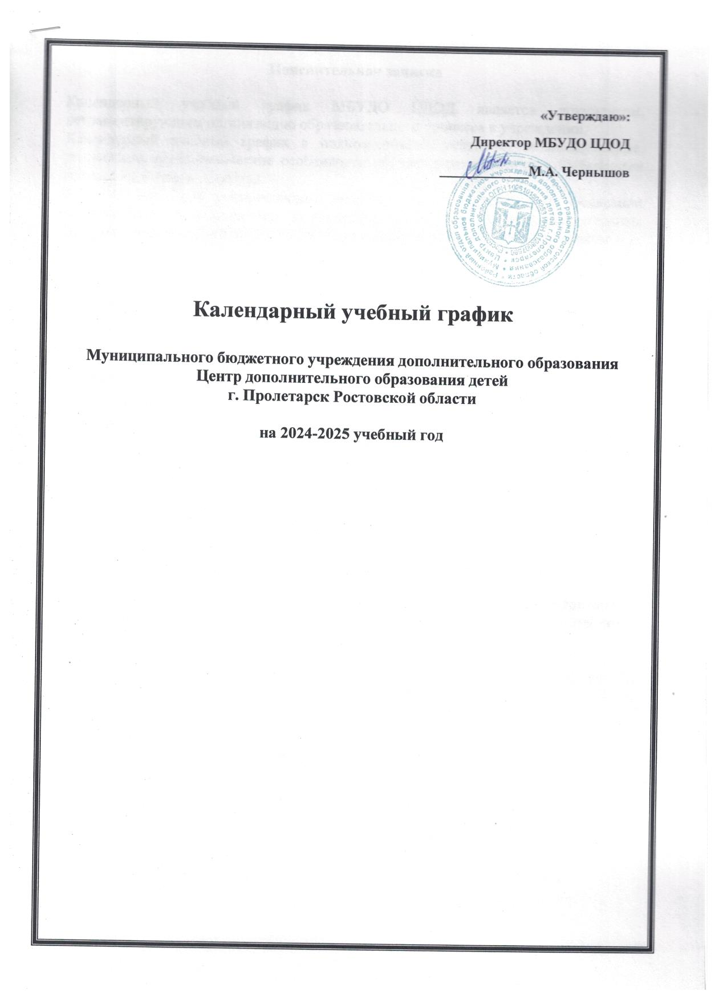 «Утверждаю»:
Директор МБУДО ЦДОД
____________М.А. Чернышов
Календарный учебный график
Муниципального бюджетного учреждения дополнительного образования
Центр дополнительного образования детей
г. Пролетарск Ростовской области
на 2024-2025 учебный год